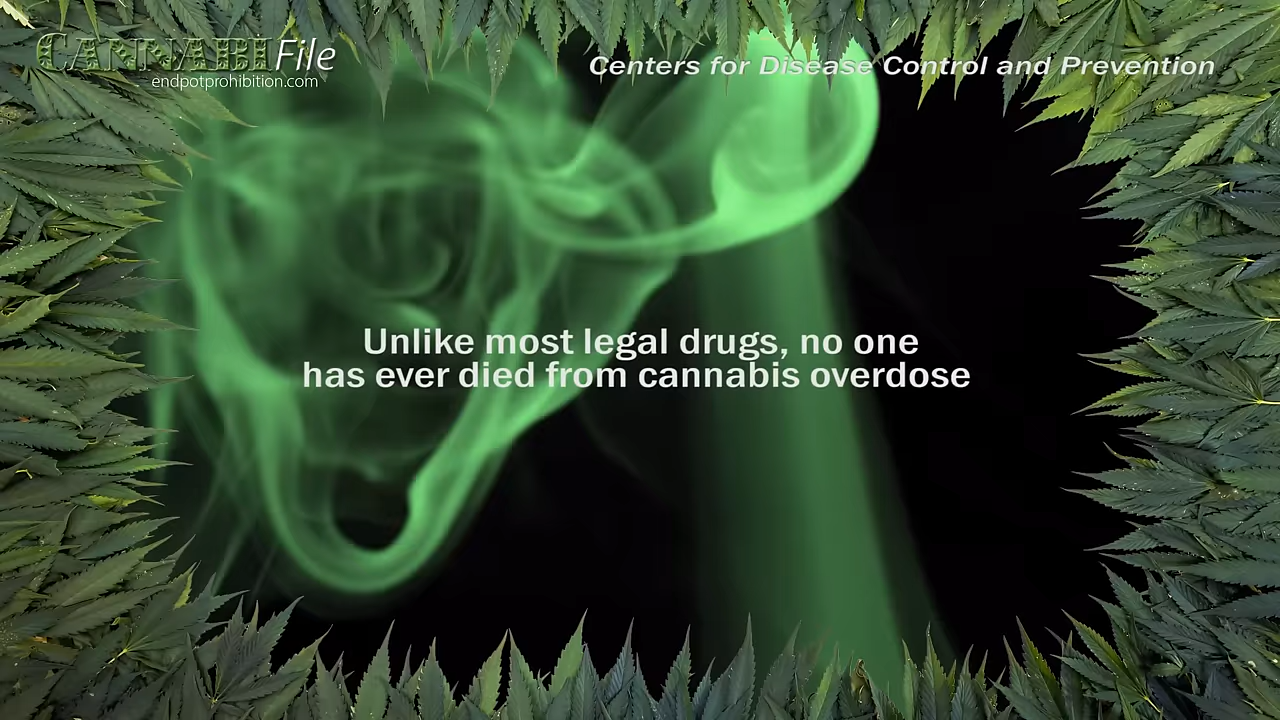 CANNABIFile
endpotprohibition.com
Centers for Disease Control and Prevention
Unlike most legal drugs, no one
has ever died from cannabis overdose